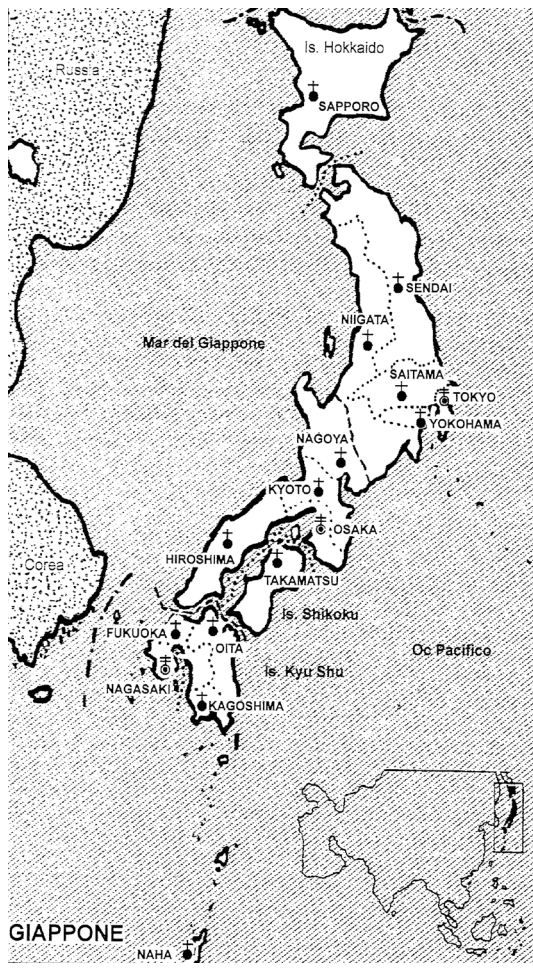 Is. Hokkaido
Russia
SAPPORO
SENDAI
NIIGATA
Mar del Giappone
SAITAMA
TOKYO
YOKOHAMA
NAGOYA
KYOTO
OSAKA
HIROSHIMA
TAKAMATSU
Corea
Is. Shikoku
FUKUOKA
OITA
Oc Pacifico
Is. Kyu Shu
NAGASAKI
KAGOSHIMA
GIAPPONE
NAHA